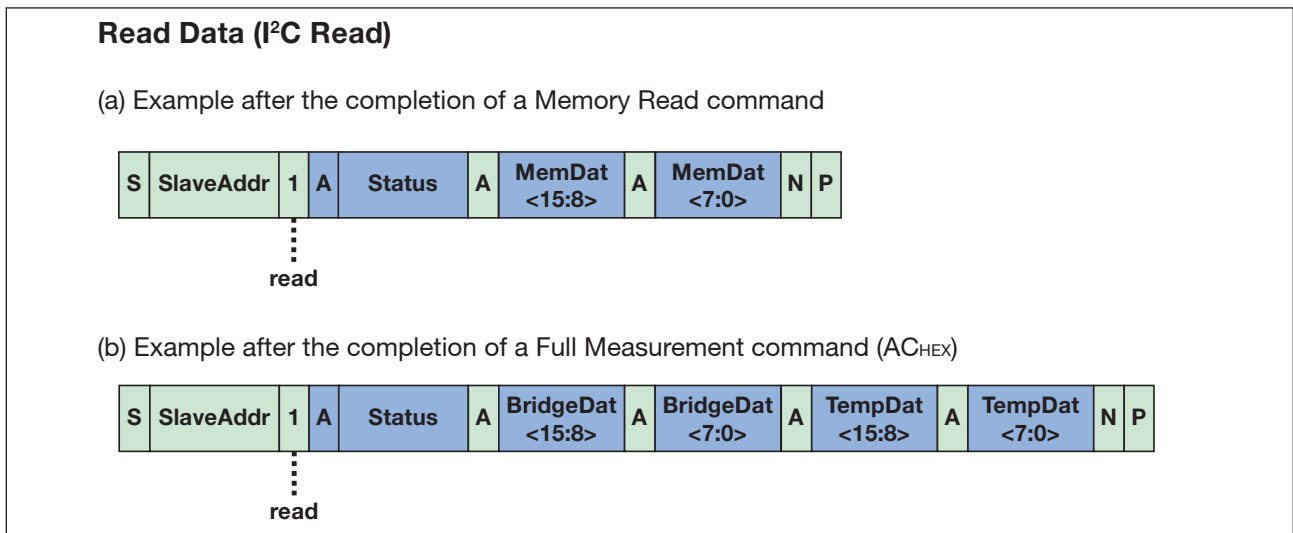 Read Data (I²C Read)
(a) Example after the completion of a Memory Read command
S SlaveAddr 1 A Status A MemDat <15:8> A MemDat <7:0> N P
read
(b) Example after the completion of a Full Measurement command (ACHEX)
S SlaveAddr 1 A Status A BridgeDat <15:8> A BridgeDat <7:0> A TempDat <15:8> A TempDat <7:0> N P
read